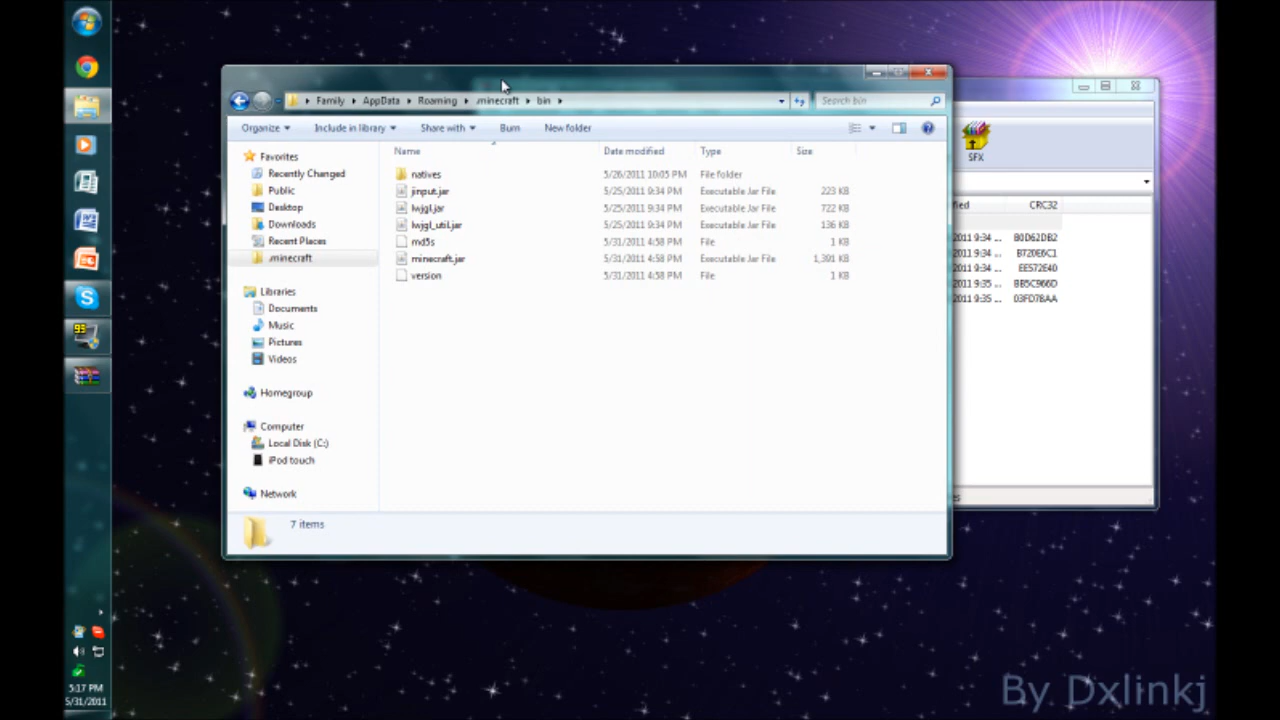 Family ▸ AppData ▸ Roaming ▸ .minecraft ▸ bin ▸
Search bin
Organize Include in library Share with Burn New folder
SFX
Name Date modified Type Size
Favorites
Recently Changed
Public
Desktop
Downloads
Recent Places
.minecraft
Libraries
Documents
Music
Pictures
Videos
Homegroup
Computer
Local Disk (C:)
iPod touch
Network
natives 5/26/2011 10:05 PM File folder
jinput.jar 5/25/2011 9:34 PM Executable Jar File 223 KB
lwjgl.jar 5/25/2011 9:34 PM Executable Jar File 722 KB
lwjgl_util.jar 5/25/2011 9:34 PM Executable Jar File 136 KB
md5s 5/31/2011 4:58 PM File 1 KB
minecraft.jar 5/31/2011 4:58 PM Executable Jar File 1,391 KB
version 5/31/2011 4:58 PM File 1 KB
7 items
fied CRC32
2011 9:34 ... B0D62DB2
2011 9:34 ... B720E6C1
2011 9:34 ... EE572E40
2011 9:35 ... 8B5C966D
2011 9:35 ... 03FD78AA
99
5:17 PM
5/31/2011
By Dxlinkj